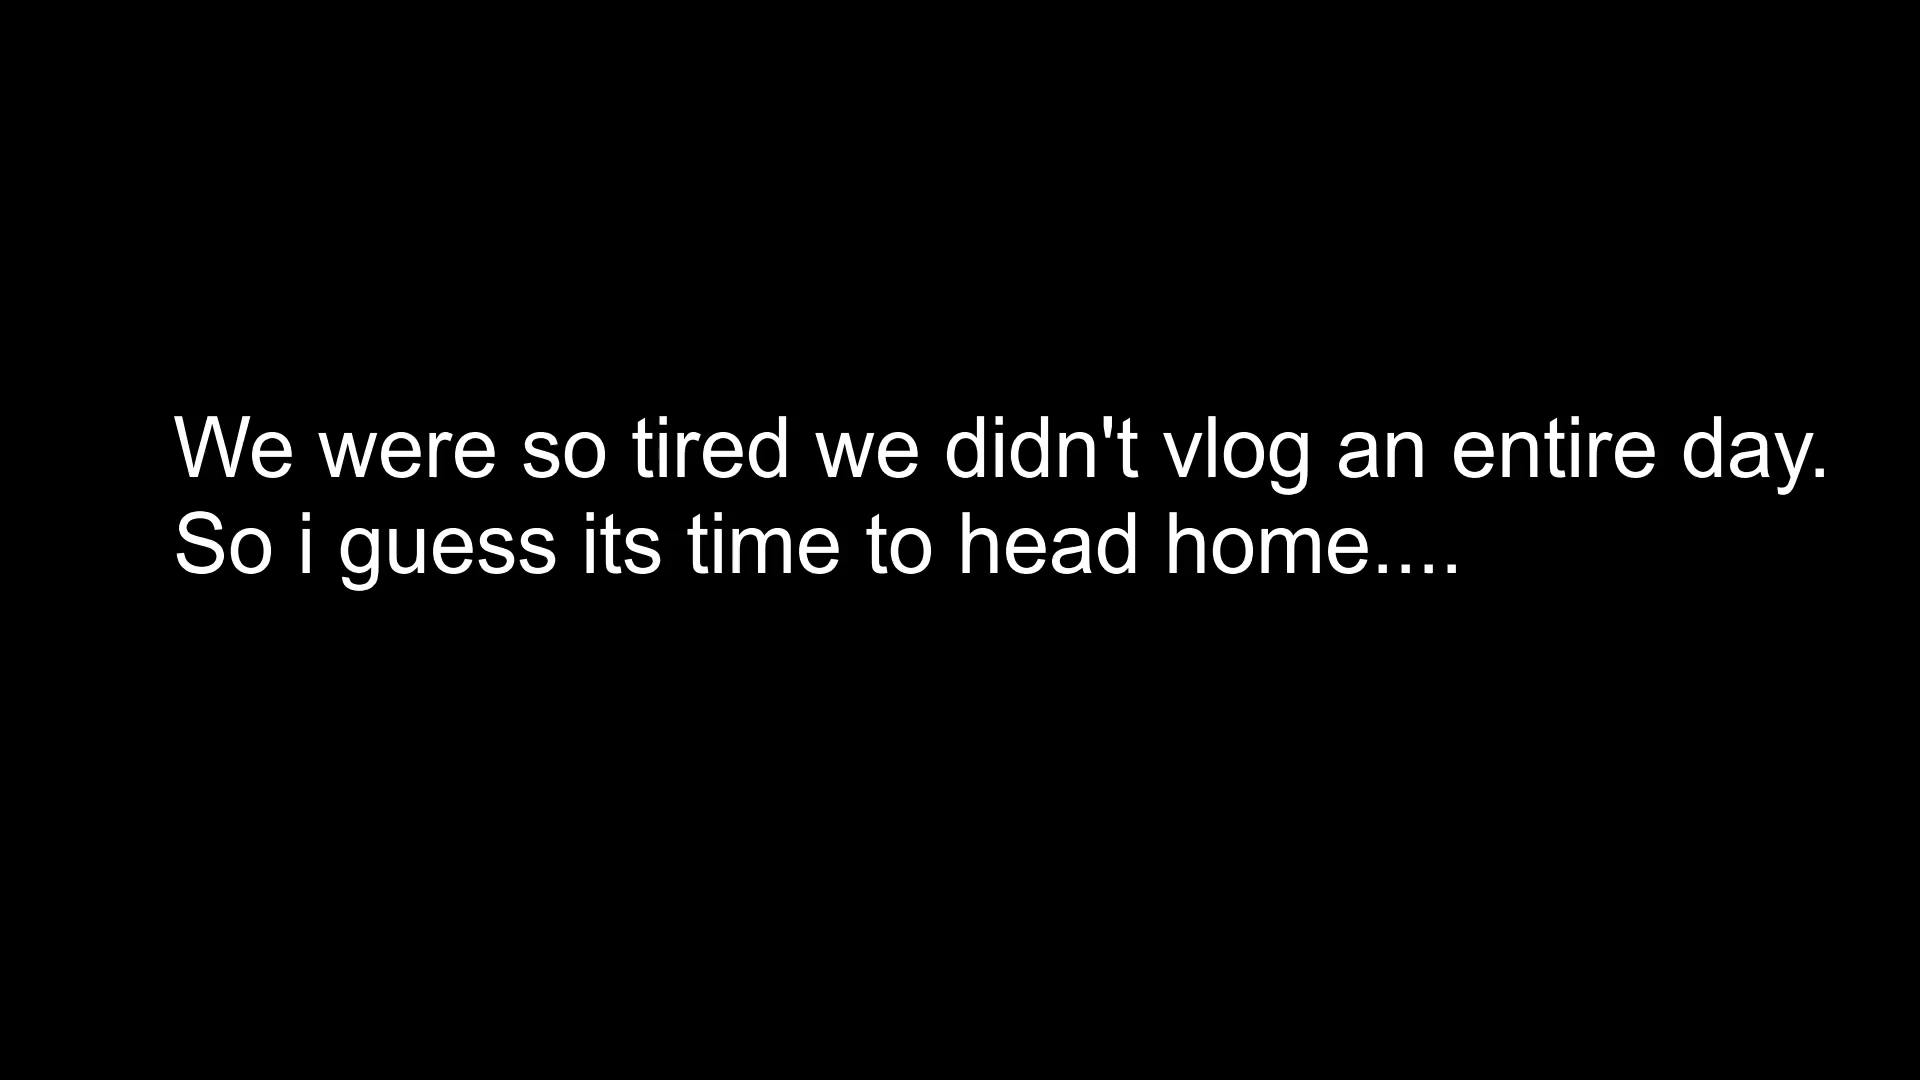 We were so tired we didn't vlog an entire day.
So i guess its time to head home....